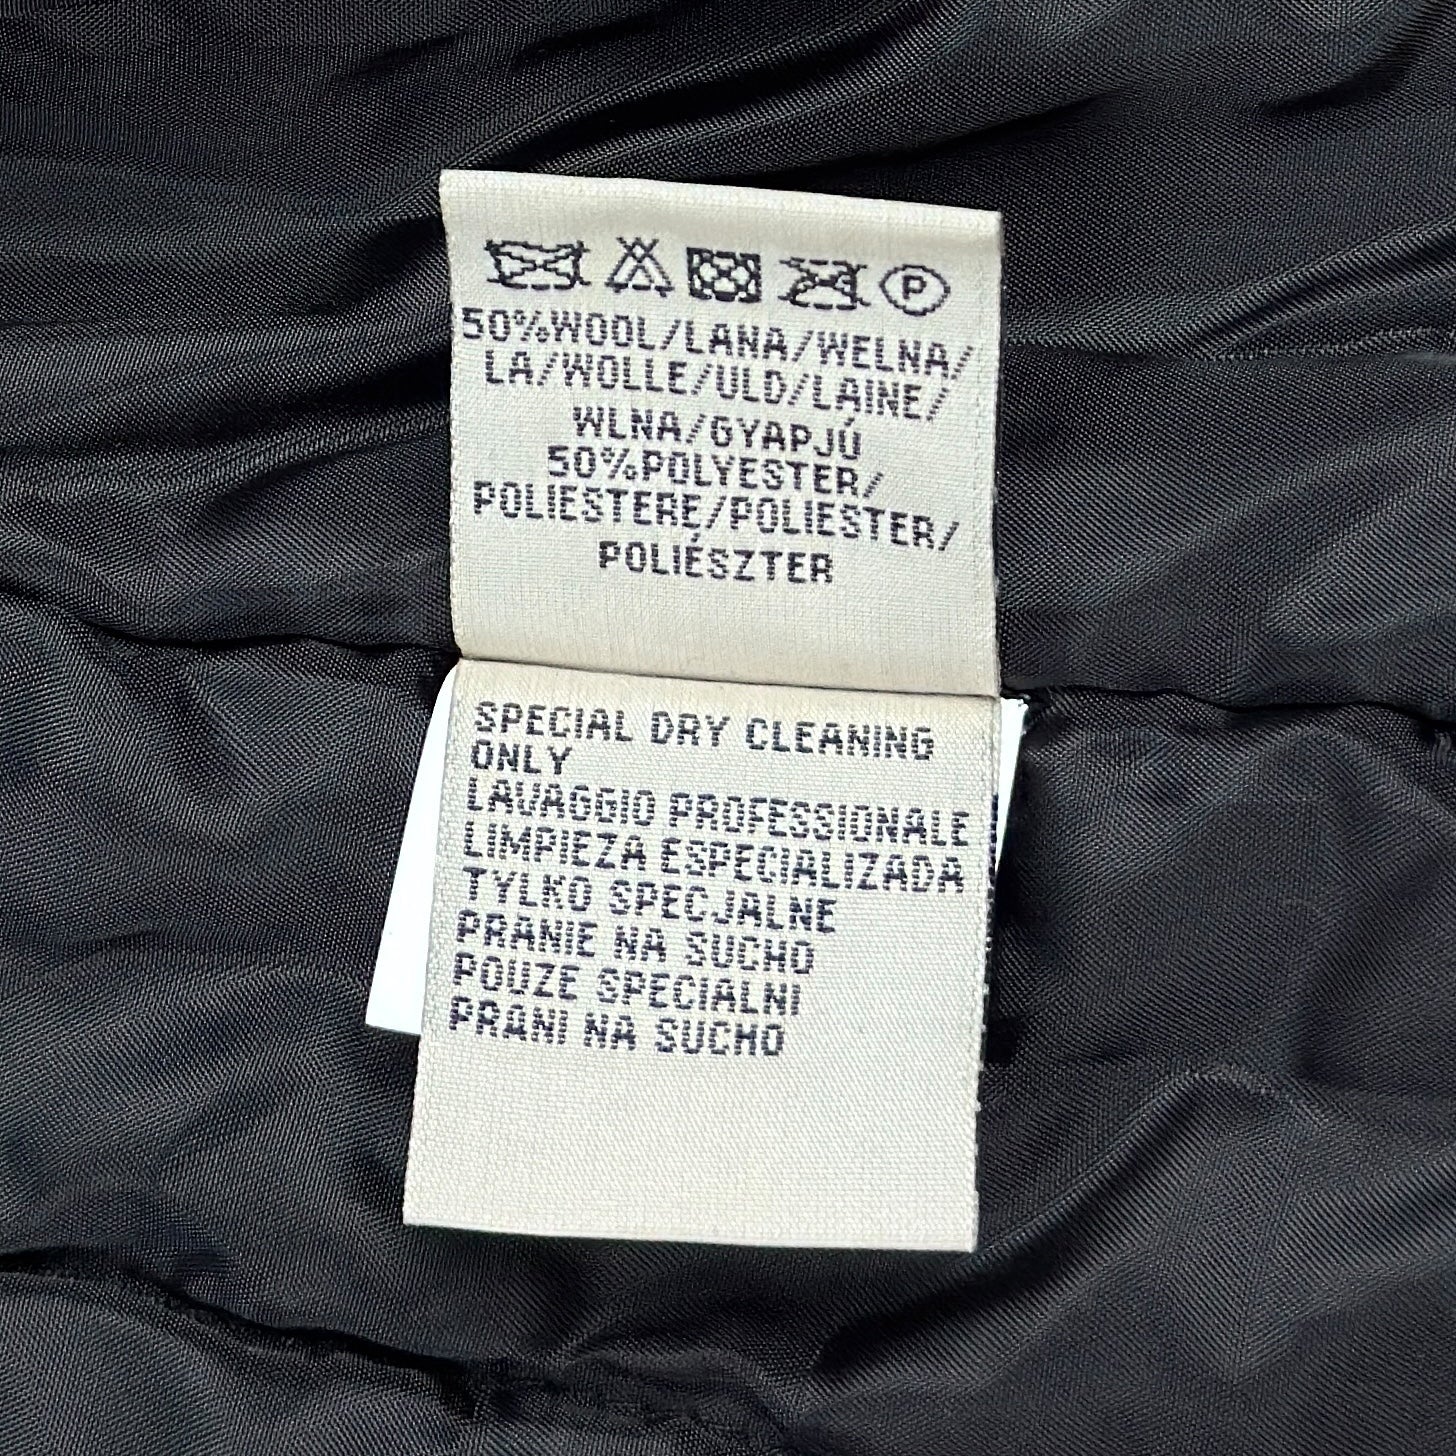 P
50%WOOL/LANA/WELNA/
LA/WOLLE/ULD/LAINE/
WLNA/GYAPJÚ
50%POLYESTER/
POLIESTERE/POLIESTER/
POLIÉSZTER
SPECIAL DRY CLEANING
ONLY
LAVAGGIO PROFESSIONALE
LIMPIEZA ESPECIALIZADA
TYLKO SPECJALNE
PRANIE NA SUCHO
POUZE SPECIALNI
PRANI NA SUCHO